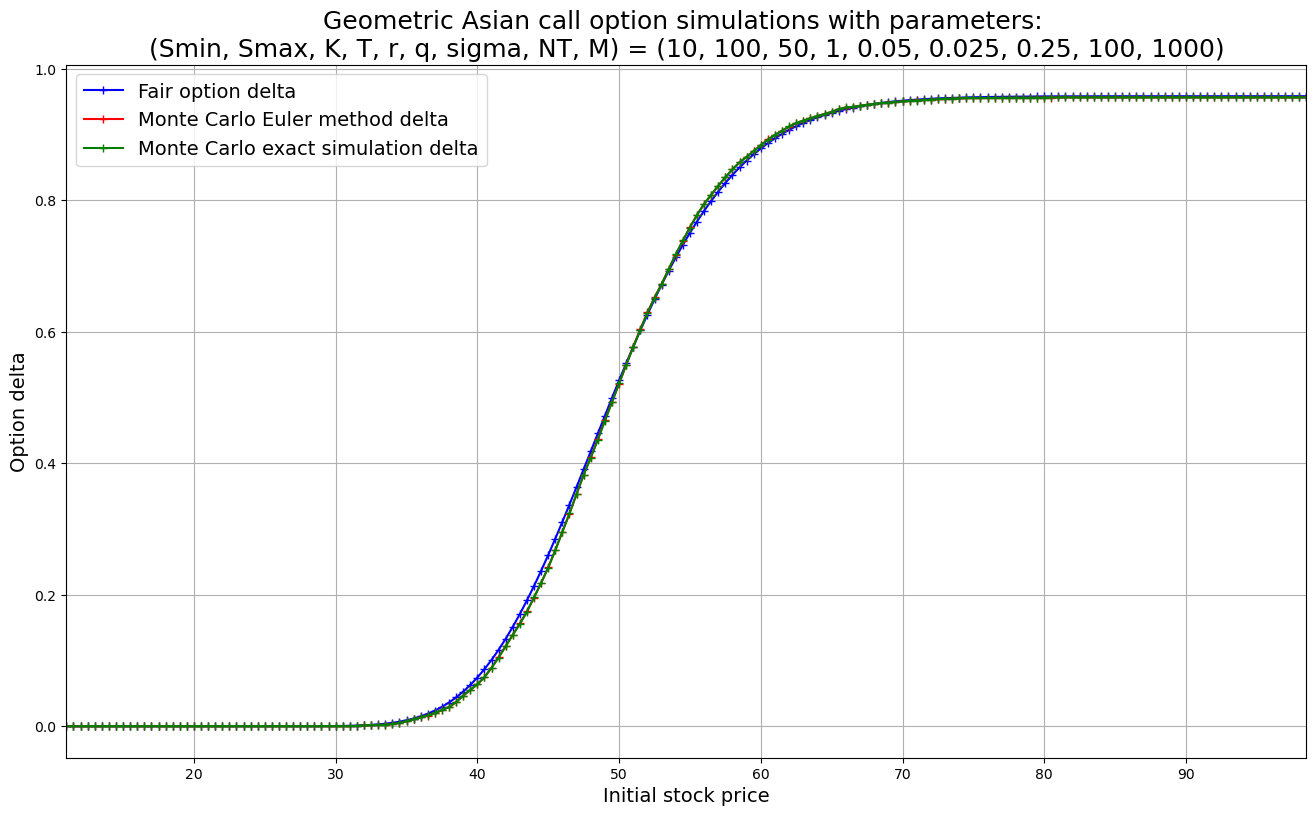 Geometric Asian call option simulations with parameters:
(Smin, Smax, K, T, r, q, sigma, NT, M) = (10, 100, 50, 1, 0.05, 0.025, 0.25, 100, 1000)
Fair option delta
Monte Carlo Euler method delta
Monte Carlo exact simulation delta
Option delta
1.0
0.8
0.6
0.4
0.2
0.0
20 30 40 50 60 70 80 90
Initial stock price